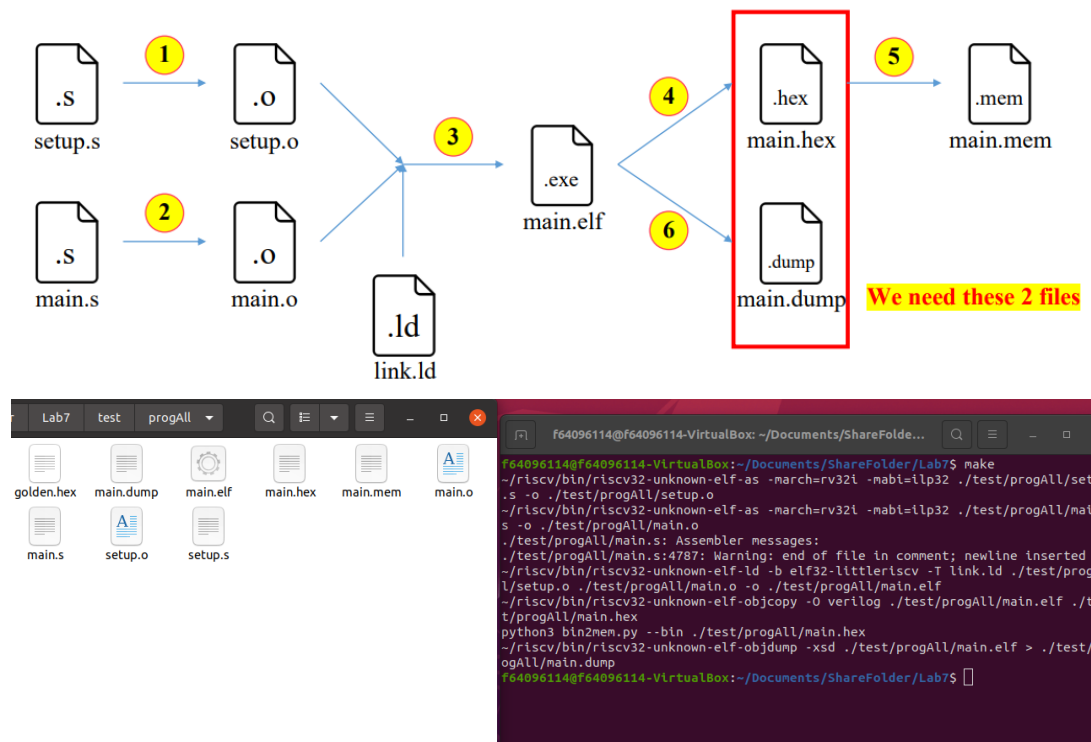 1
5
.s
.o
4
.hex
.mem
setup.s
setup.o
3
main.hex
main.mem
.exe
2
main.elf
6
.s
.o
.dump
main.s
main.o
main.dump
We need these 2 files
.ld
link.ld
Lab7 test progAll
golden.hex main.dump main.elf main.hex main.mem main.o
main.s setup.o setup.s
f64096114@f64096114-VirtualBox: ~/Documents/ShareFolde...
f64096114@f64096114-VirtualBox:~/Documents/ShareFolder/Lab7$ make
~/riscv/bin/riscv32-unknown-elf-as -march=rv32i -mabi=ilp32 ./test/progAll/set
.s -o ./test/progAll/setup.o
~/riscv/bin/riscv32-unknown-elf-as -march=rv32i -mabi=ilp32 ./test/progAll/mai
s -o ./test/progAll/main.o
./test/progAll/main.s: Assembler messages:
./test/progAll/main.s:4787: Warning: end of file in comment; newline inserted
~/riscv/bin/riscv32-unknown-elf-ld -b elf32-littleriscv -T link.ld ./test/prog
l/setup.o ./test/progAll/main.o -o ./test/progAll/main.elf
~/riscv/bin/riscv32-unknown-elf-objcopy -O verilog ./test/progAll/main.elf ./t
t/progAll/main.hex
python3 bin2mem.py --bin ./test/progAll/main.hex
~/riscv/bin/riscv32-unknown-elf-objdump -xsd ./test/progAll/main.elf > ./test/
ogAll/main.dump
f64096114@f64096114-VirtualBox:~/Documents/ShareFolder/Lab7$